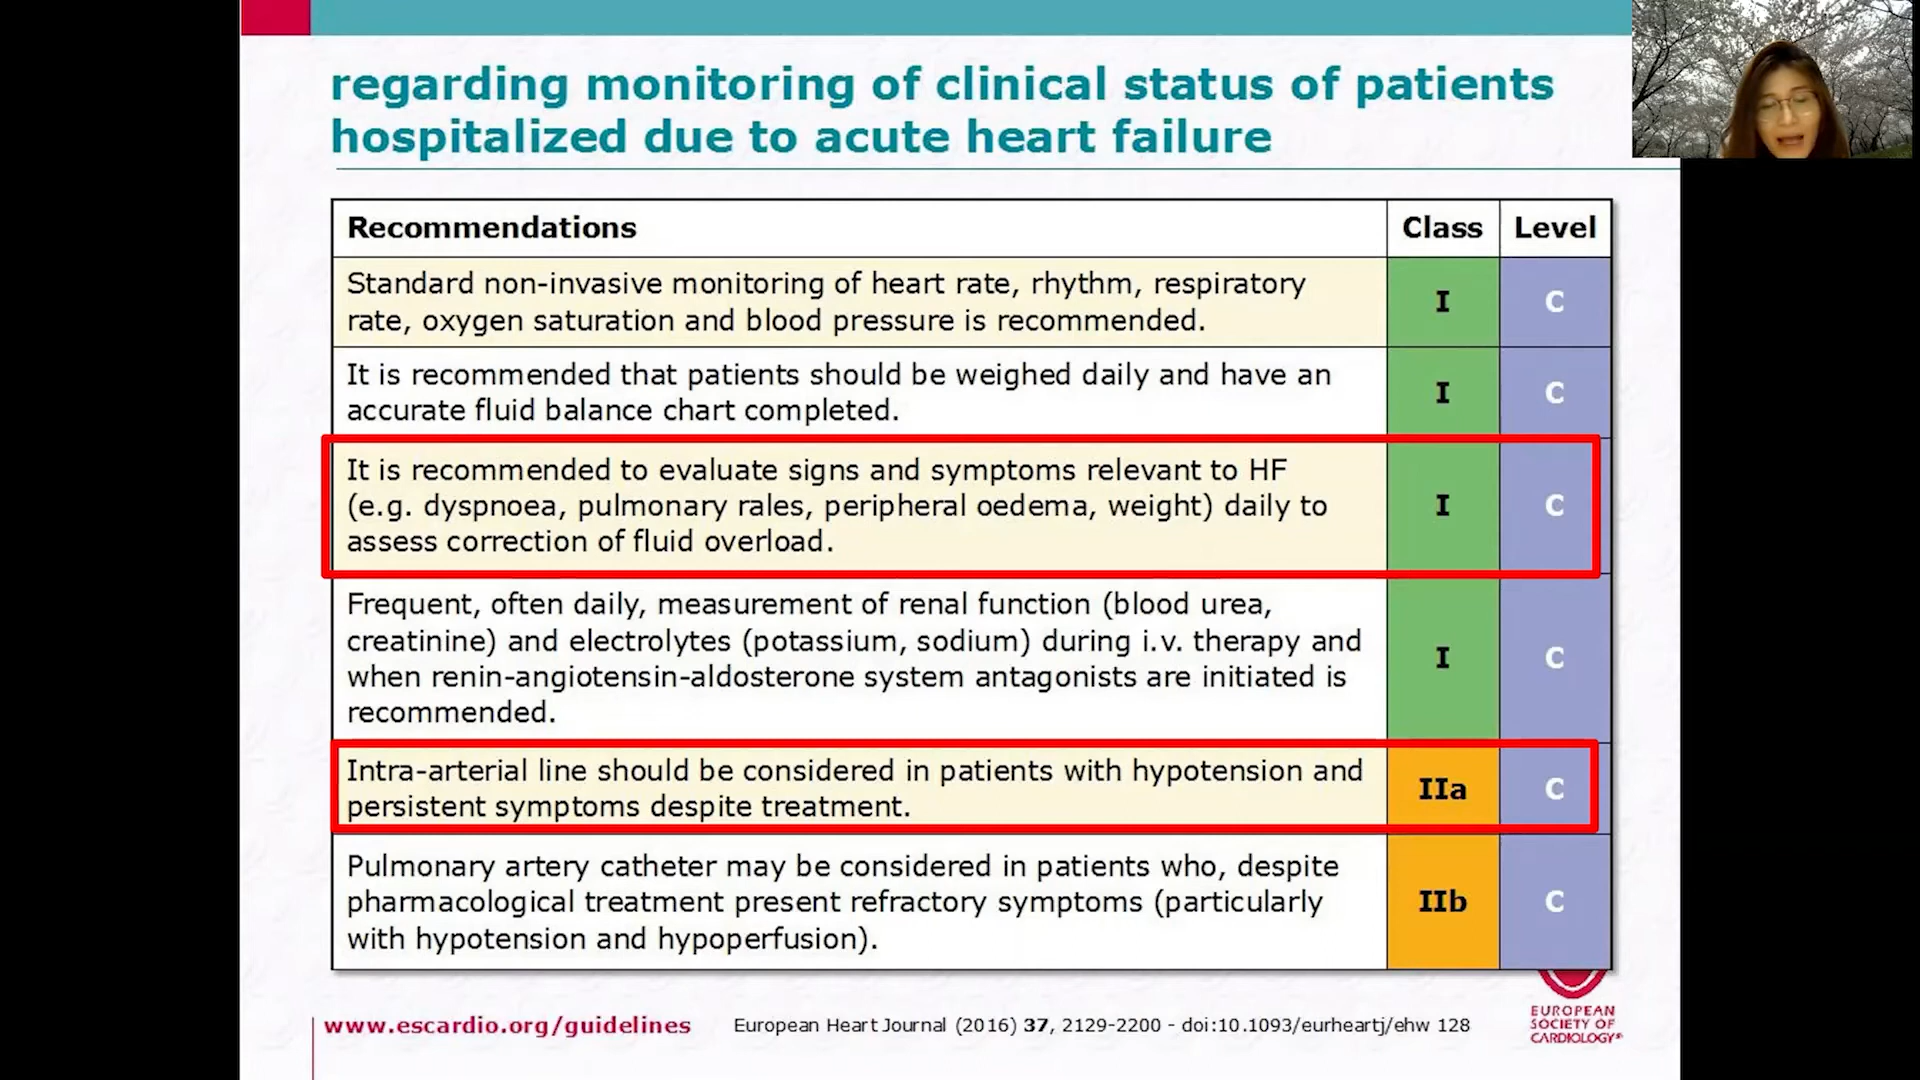 regarding monitoring of clinical status of patients
hospitalized due to acute heart failure
Recommendations Class Level
Standard non-invasive monitoring of heart rate, rhythm, respiratory
rate, oxygen saturation and blood pressure is recommended.
I C
It is recommended that patients should be weighed daily and have an
accurate fluid balance chart completed.
I C
It is recommended to evaluate signs and symptoms relevant to HF
(e.g. dyspnoea, pulmonary rales, peripheral oedema, weight) daily to
assess correction of fluid overload.
I C
Frequent, often daily, measurement of renal function (blood urea,
creatinine) and electrolytes (potassium, sodium) during i.v. therapy and
when renin-angiotensin-aldosterone system antagonists are initiated is
recommended.
I C
Intra-arterial line should be considered in patients with hypotension and
persistent symptoms despite treatment.
IIa C
Pulmonary artery catheter may be considered in patients who, despite
pharmacological treatment present refractory symptoms (particularly
with hypotension and hypoperfusion).
IIb C
www.escardio.org/guidelines European Heart Journal (2016) 37, 2129-2200 - doi:10.1093/eurheartj/ehw 128
EUROPEAN
SOCIETY OF
CARDIOLOGY®